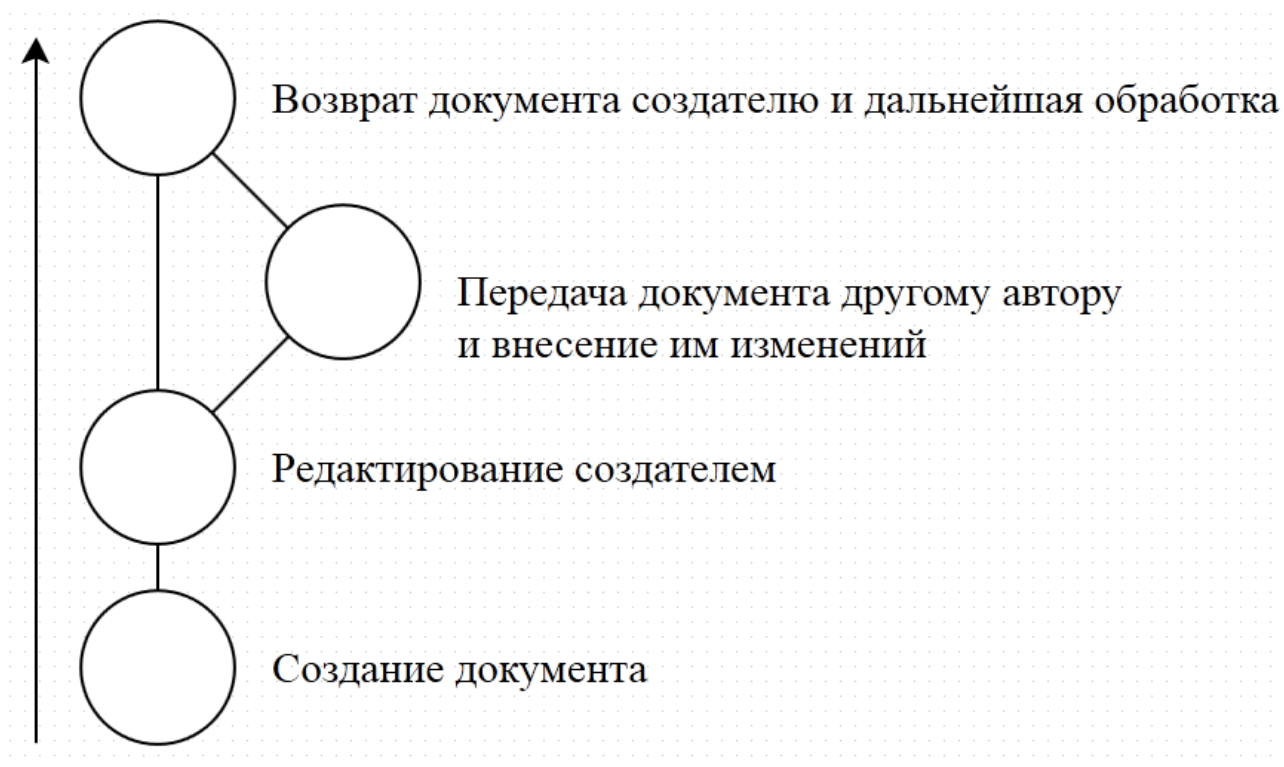 Возврат документа создателю и дальнейшая обработка
Передача документа другому автору
и внесение им изменений
Редактирование создателем
Создание документа